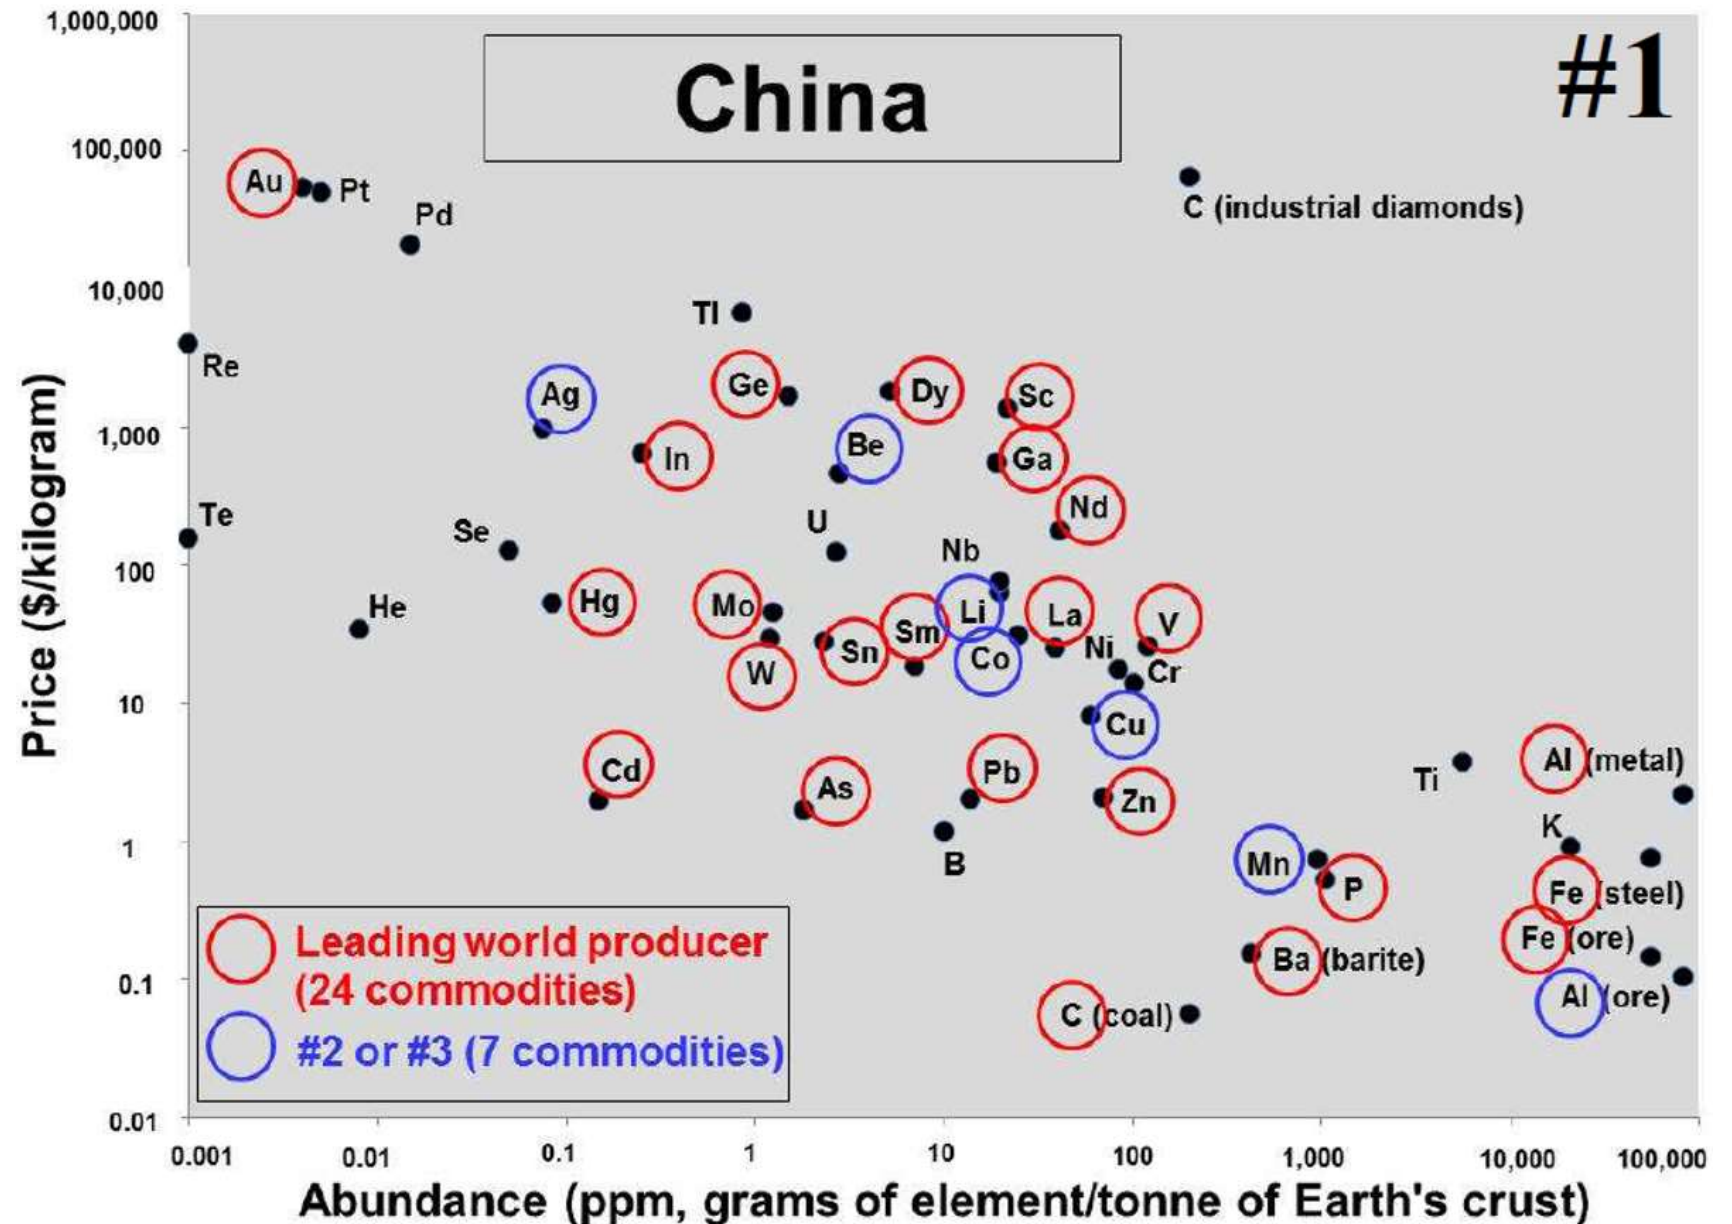 1,000,000
China
#1
100,000
Au
Pt
Pd
C (industrial diamonds)
10,000
Tl
Re
Ge
Dy
Sc
Ag
1,000
Be
In
Ga
Nd
Te
U
Se
Nb
100
He
Hg
Mo
Li
La
V
Sm
Sn
Co
Ni
Cr
W
10
Cu
Cd
As
Pb
Zn
Ti
Al (metal)
1
B
Mn
P
K
Fe (steel)
Fe (ore)
Ba (barite)
0.1
Al (ore)
C (coal)
Leading world producer
(24 commodities)
#2 or #3 (7 commodities)
0.01
0.001
0.01
0.1
1
10
100
1,000
10,000
100,000
Price ($/kilogram)
Abundance (ppm, grams of element/tonne of Earth's crust)